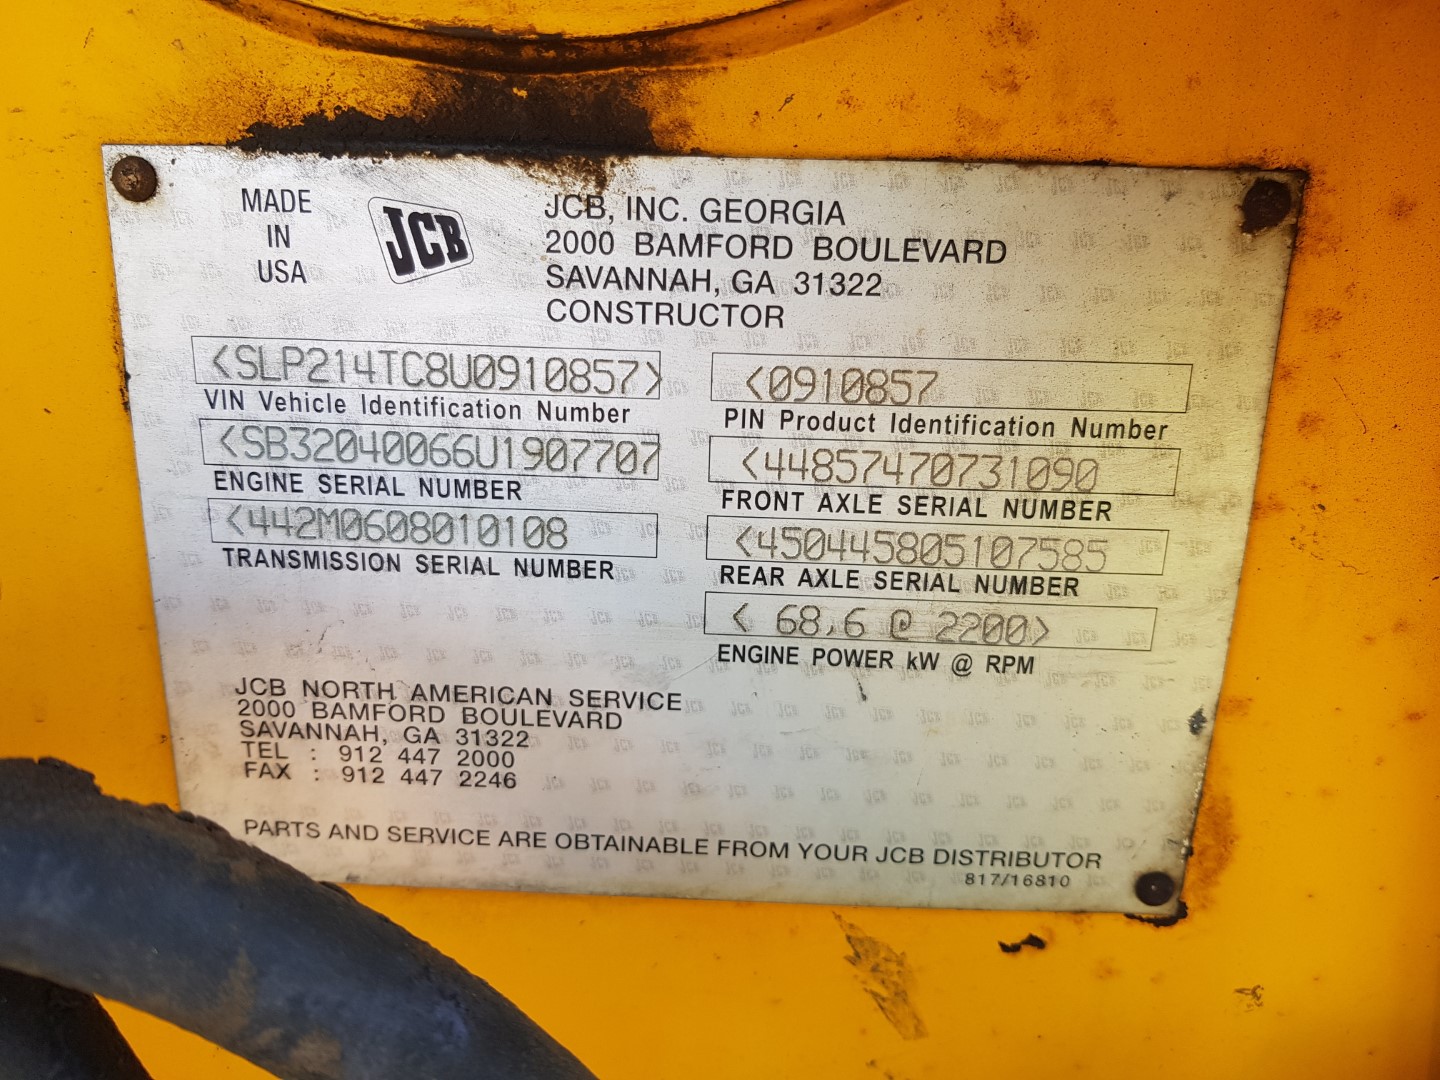 MADE
IN
USA
JCB
JCB, INC. GEORGIA
2000 BAMFORD BOULEVARD
SAVANNAH, GA 31322
CONSTRUCTOR
<SLP214TC8U0910857>
VIN Vehicle Identification Number
<SB32040066U1907707
ENGINE SERIAL NUMBER
<442M0608010108
TRANSMISSION SERIAL NUMBER
<0910857
PIN Product Identification Number
<448574707310​90
FRONT AXLE SERIAL NUMBER
<450445805107585
REAR AXLE SERIAL NUMBER
< 68,6 @ 2200>
ENGINE POWER kW @ RPM
JCB NORTH AMERICAN SERVICE
2000 BAMFORD BOULEVARD
SAVANNAH, GA 31322
TEL : 912 447 2000
FAX : 912 447 2246
PARTS AND SERVICE ARE OBTAINABLE FROM YOUR JCB DISTRIBUTOR
817/16810